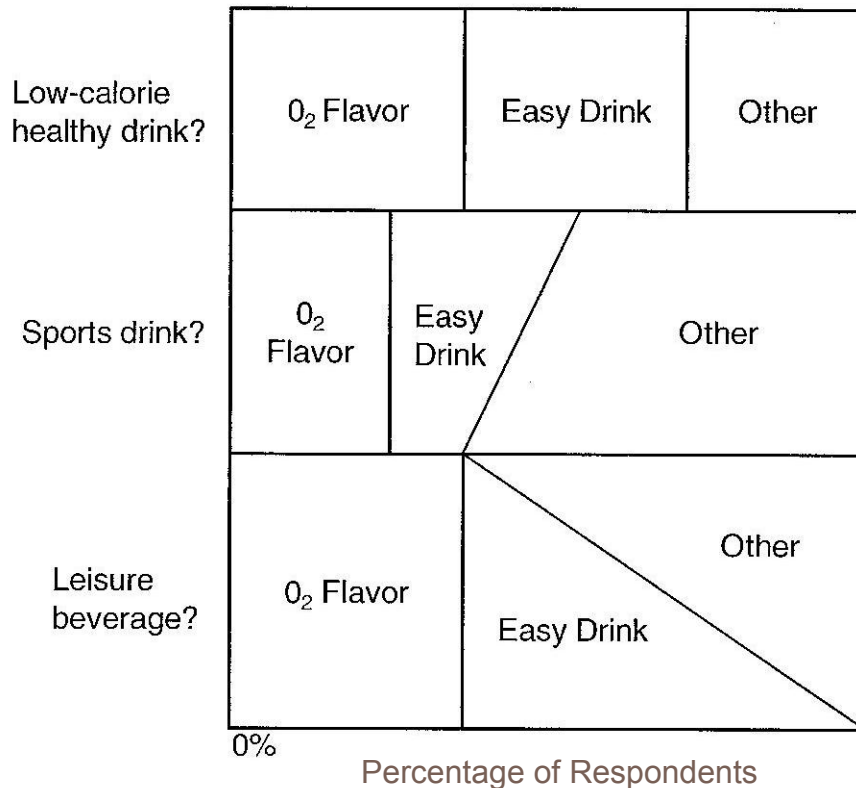 Low-calorie
healthy drink?
0₂ Flavor
Easy Drink
Other
Sports drink?
0₂
Flavor
Easy
Drink
Other
Leisure
beverage?
0₂ Flavor
Easy Drink
Other
0%
Percentage of Respondents